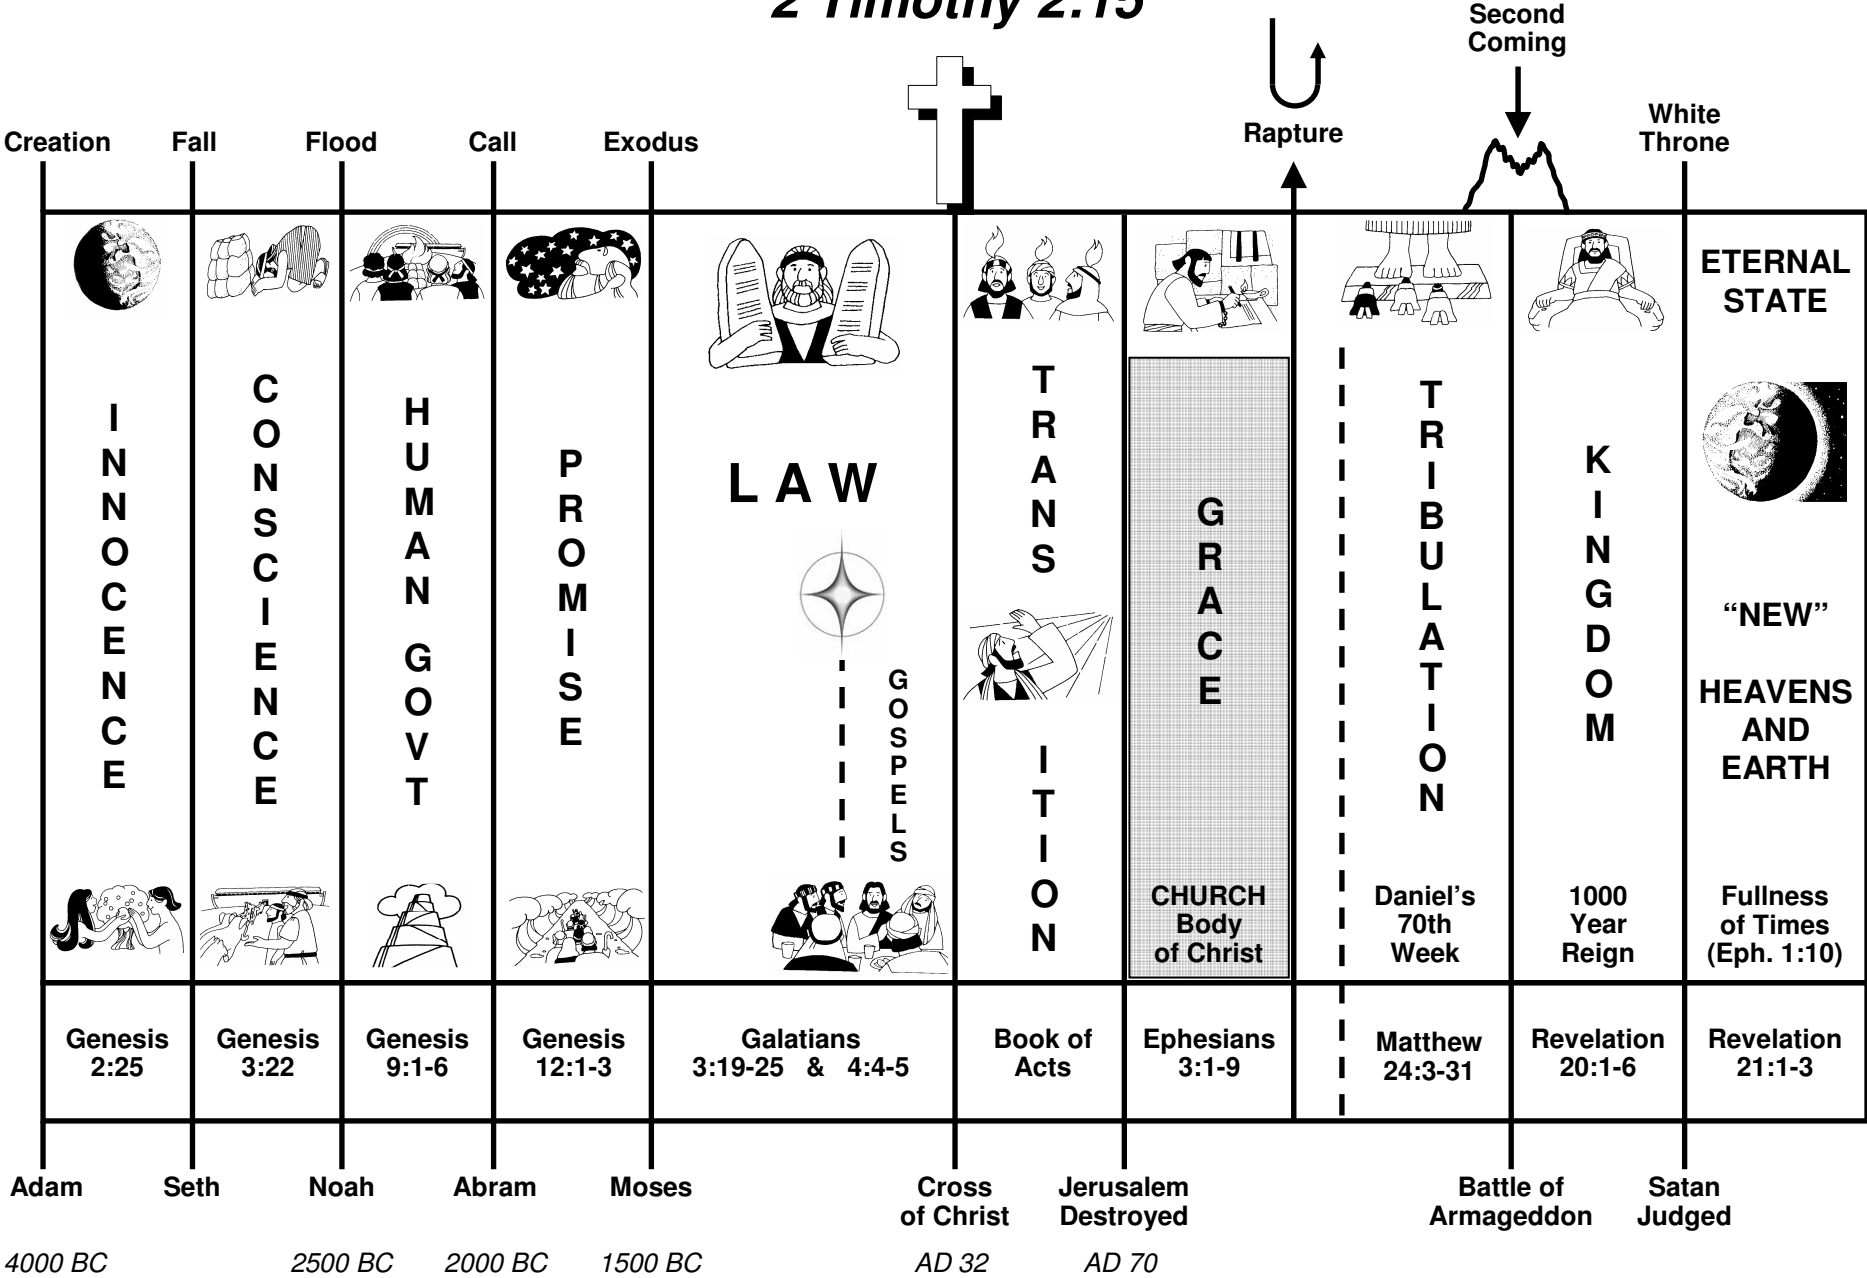 2 Timothy 2:15
Second
Coming
Rapture
White
Throne
Creation
Fall
Flood
Call
Exodus
INNOCENCE
CONSCIENCE
HUMAN GOVT
PROMISE
LAW
GOSPELS
TRANS
ITION
GRACE
CHURCH
Body
of Christ
TRIBULATION
Daniel’s
70th
Week
KINGDOM
1000
Year
Reign
ETERNAL
STATE
“NEW”
HEAVENS
AND
EARTH
Fullness
of Times
(Eph. 1:10)
Genesis
2:25
Genesis
3:22
Genesis
9:1-6
Genesis
12:1-3
Galatians
3:19-25 & 4:4-5
Book of
Acts
Ephesians
3:1-9
Matthew
24:3-31
Revelation
20:1-6
Revelation
21:1-3
Adam
Seth
Noah
Abram
Moses
Cross
of Christ
Jerusalem
Destroyed
Battle of
Armageddon
Satan
Judged
4000 BC
2500 BC
2000 BC
1500 BC
AD 32
AD 70